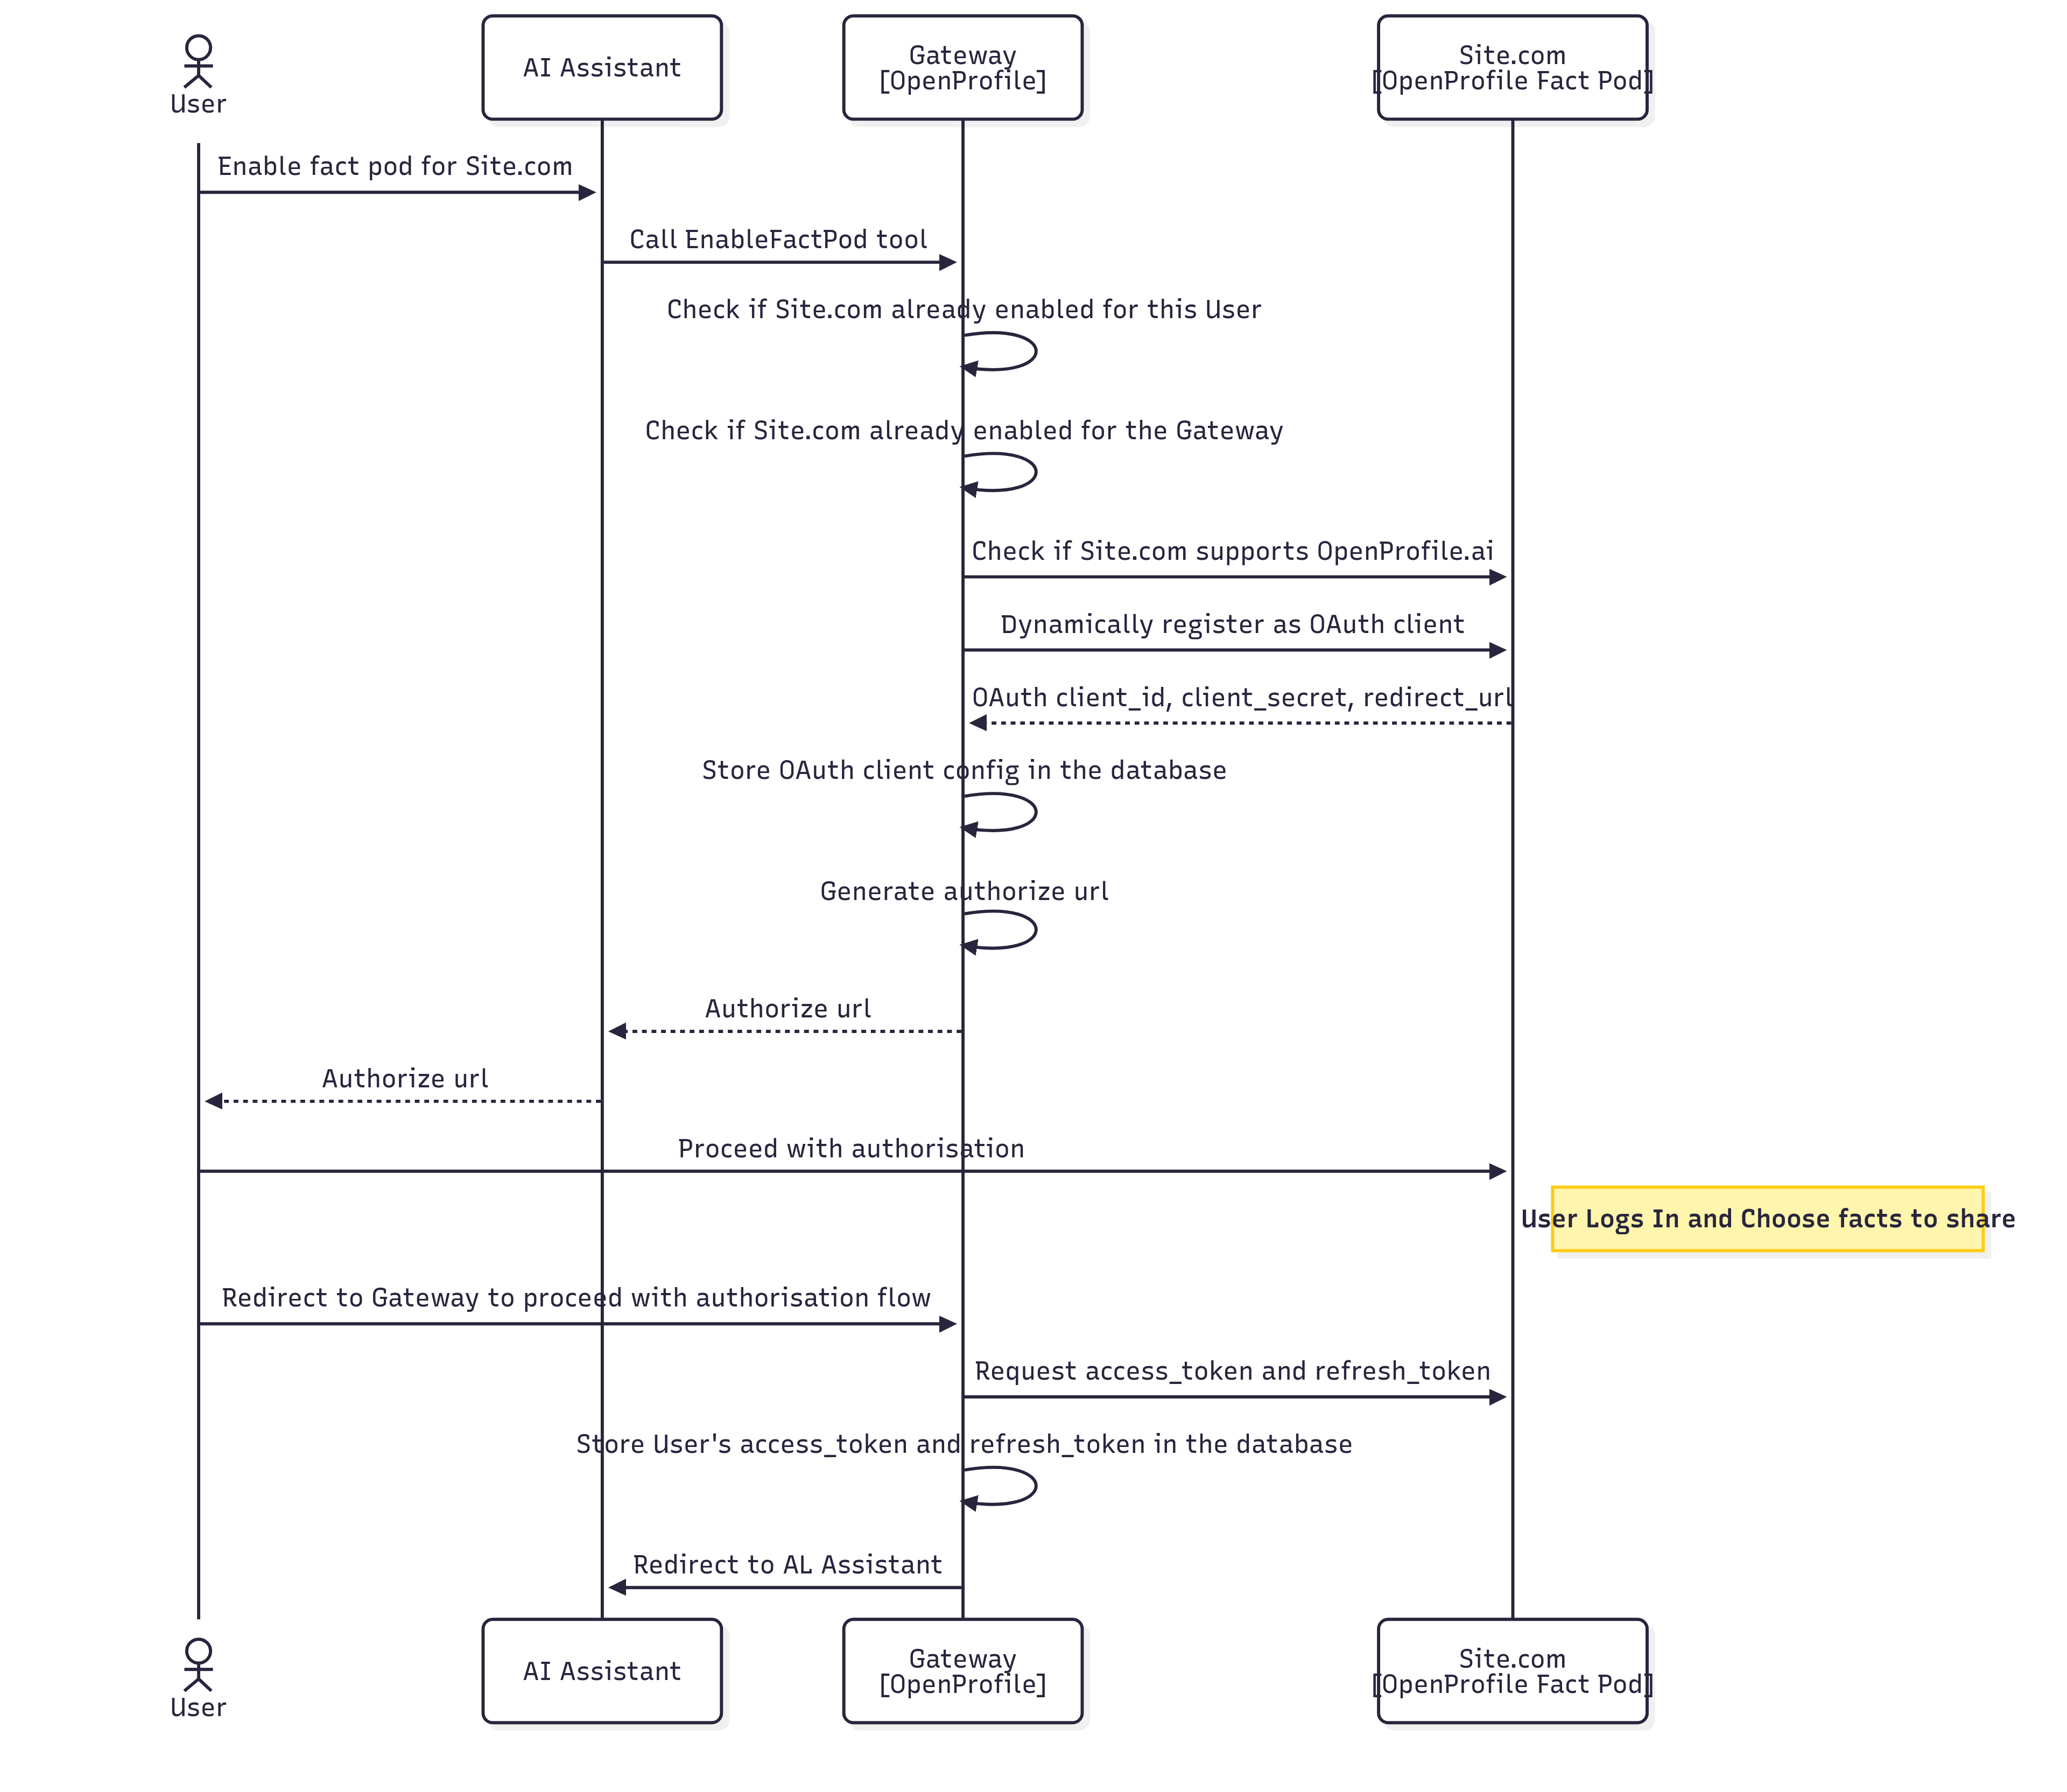 User
AI Assistant
Gateway
[OpenProfile]
Site.com
[OpenProfile Fact Pod]
Enable fact pod for Site.com
Call EnableFactPod tool
Check if Site.com already enabled for this User
Check if Site.com already enabled for the Gateway
Check if Site.com supports OpenProfile.ai
Dynamically register as OAuth client
OAuth client_id, client_secret, redirect_url
Store OAuth client config in the database
Generate authorize url
Authorize url
Authorize url
Proceed with authorisation
User Logs In and Choose facts to share
Redirect to Gateway to proceed with authorisation flow
Request access_token and refresh_token
Store User's access_token and refresh_token in the database
Redirect to AL Assistant
User
AI Assistant
Gateway
[OpenProfile]
Site.com
[OpenProfile Fact Pod]